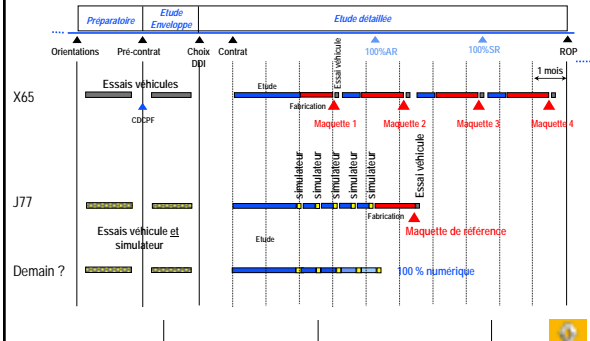 Préparatoire
Etude
Enveloppe
Etude détaillée
Orientations
Pré-contrat
Choix
DDI
Contrat
Essai véhicule
100%AR
100%SR
ROP
1 mois
X65
Essais véhicules
CDCPF
Etude
Fabrication
Maquette 1
Maquette 2
Maquette 3
Maquette 4
simulateur
simulateur
simulateur
simulateur
simulateur
Essai véhicule
J77
Fabrication
Essais véhicule et
simulateur
Etude
Maquette de référence
Demain ?
100 % numérique